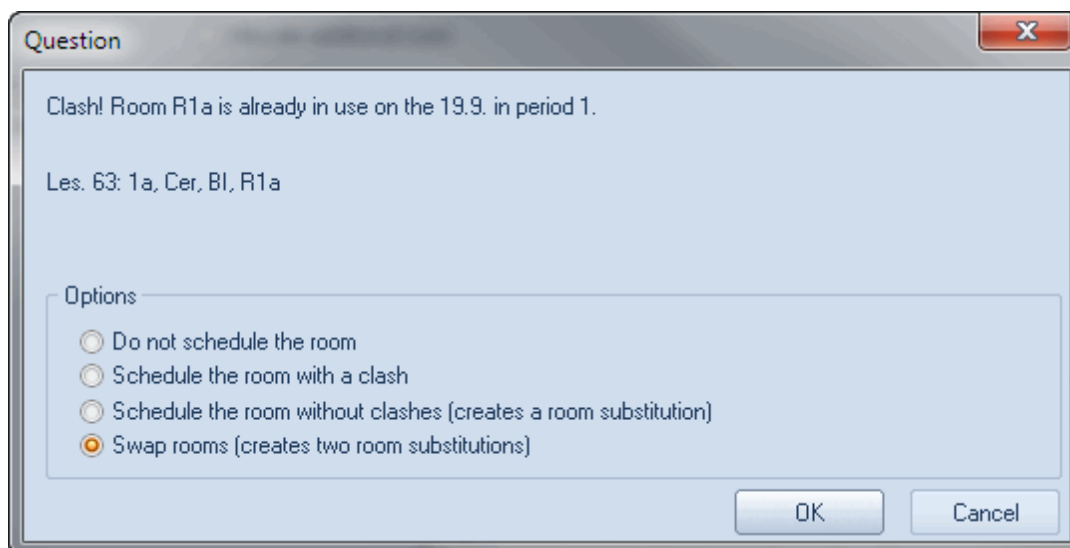 Question
Clash! Room R1a is already in use on the 19.9. in period 1.
Les. 63: 1a, Cer, BI, R1a
Options
Do not schedule the room
Schedule the room with a clash
Schedule the room without clashes (creates a room substitution)
Swap rooms (creates two room substitutions)
OK
Cancel